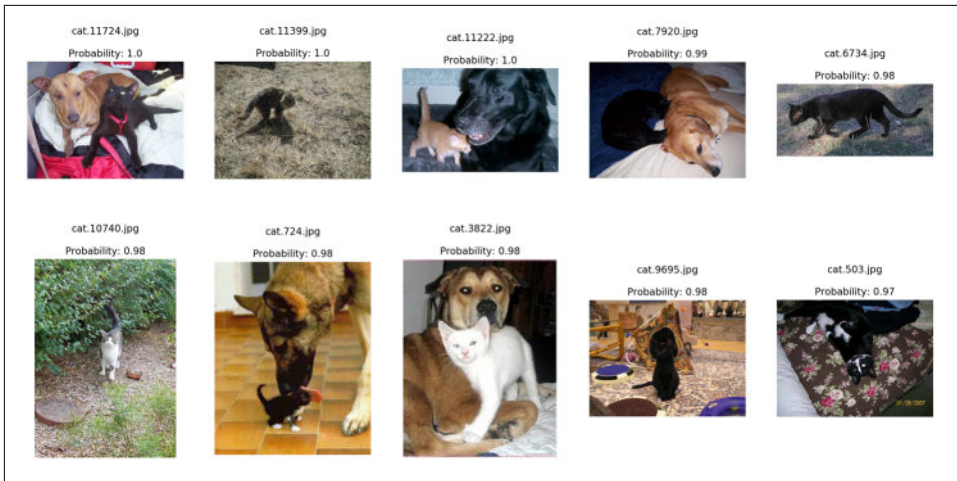 cat.11724.jpg
Probability: 1.0
cat.11399.jpg
Probability: 1.0
cat.11222.jpg
Probability: 1.0
cat.7920.jpg
Probability: 0.99
cat.6734.jpg
Probability: 0.98
cat.10740.jpg
Probability: 0.98
cat.724.jpg
Probability: 0.98
cat.3822.jpg
Probability: 0.98
cat.9695.jpg
Probability: 0.98
cat.503.jpg
Probability: 0.97